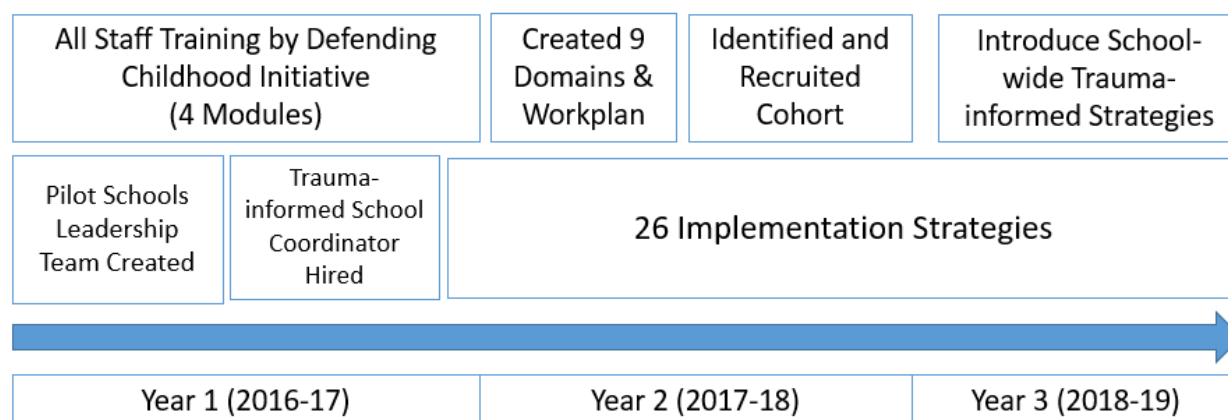 All Staff Training by Defending
Childhood Initiative
(4 Modules)
Created 9
Domains &
Workplan
Identified and
Recruited
Cohort
Introduce School-
wide Trauma-
informed Strategies
Pilot Schools
Leadership
Team Created
Trauma-
informed School
Coordinator
Hired
26 Implementation Strategies
Year 1 (2016-17)
Year 2 (2017-18)
Year 3 (2018-19)